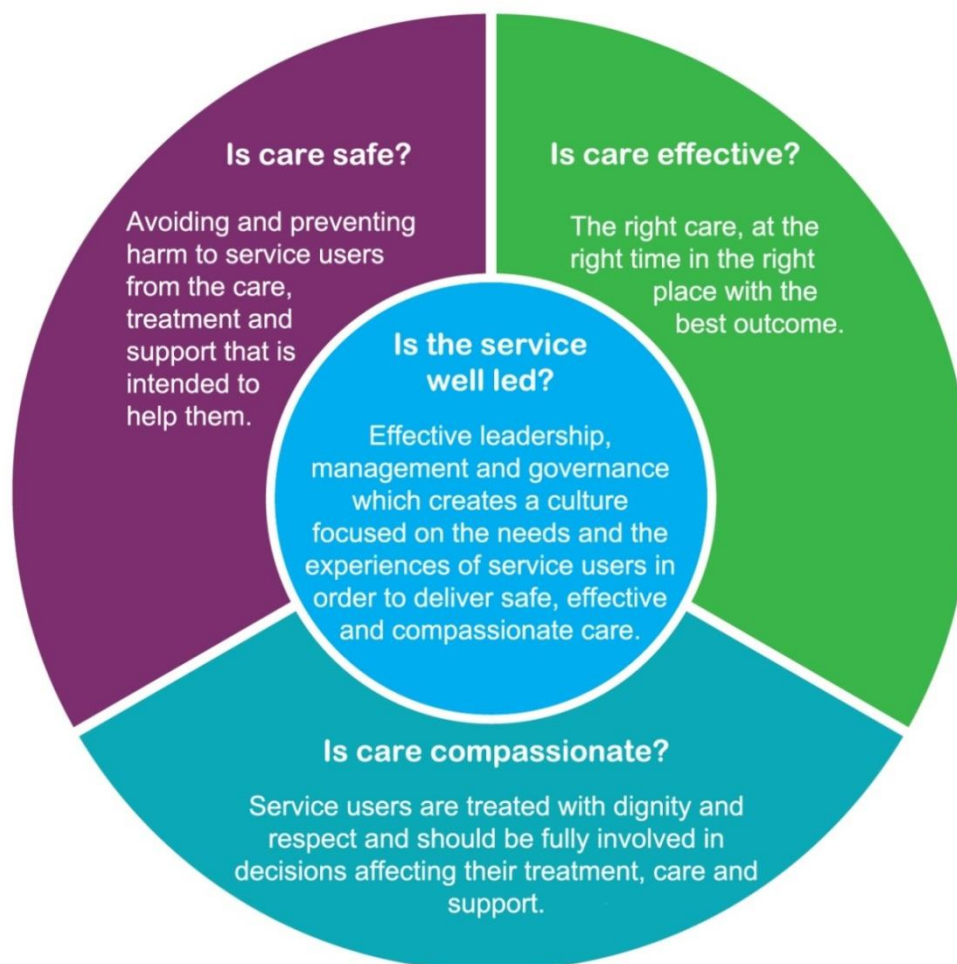 Is care safe?
Avoiding and preventing
harm to service users
from the care,
treatment and
support that is
intended to
help them.
Is care effective?
The right care, at the
right time in the right
place with the
best outcome.
Is the service
well led?
Effective leadership,
management and governance
which creates a culture
focused on the needs and the
experiences of service users in
order to deliver safe, effective
and compassionate care.
Is care compassionate?
Service users are treated with dignity and
respect and should be fully involved in
decisions affecting their treatment, care and
support.